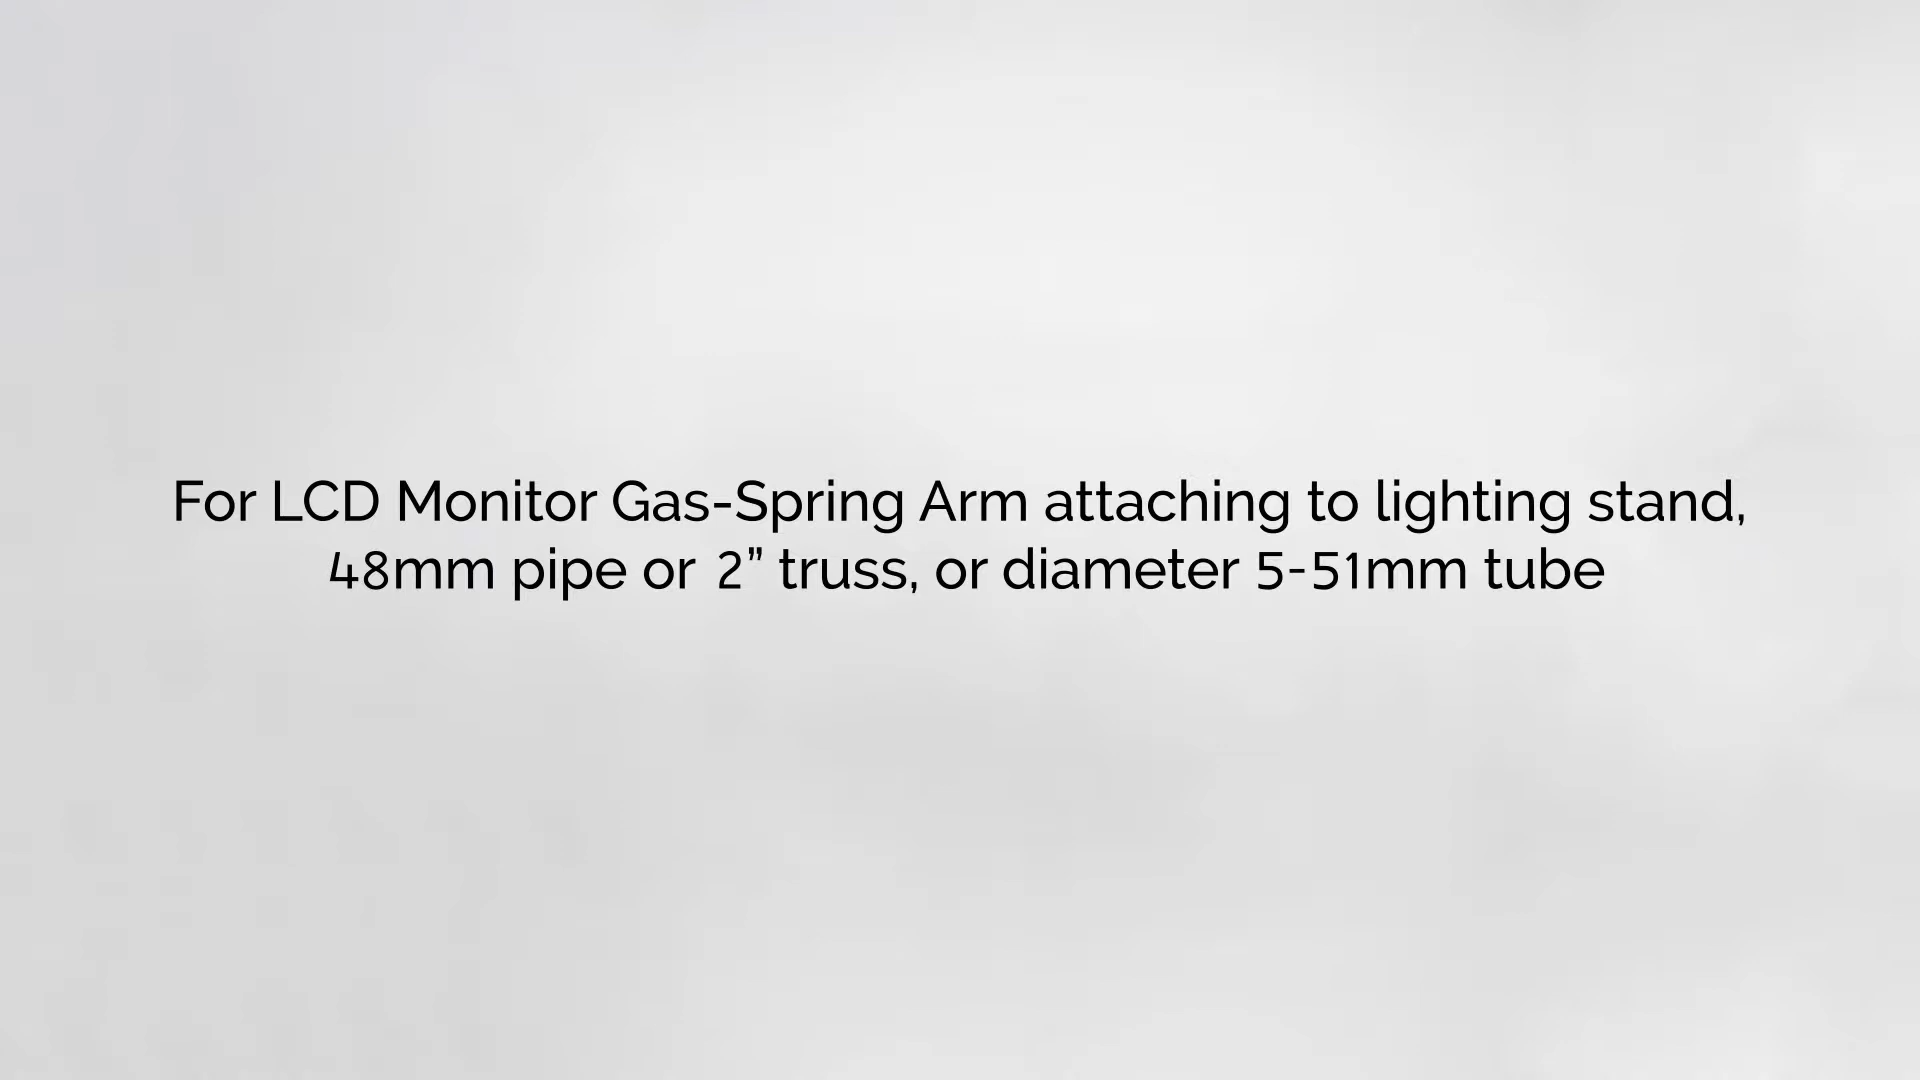 For LCD Monitor Gas-Spring Arm attaching to lighting stand,
48mm pipe or 2” truss, or diameter 5-51mm tube